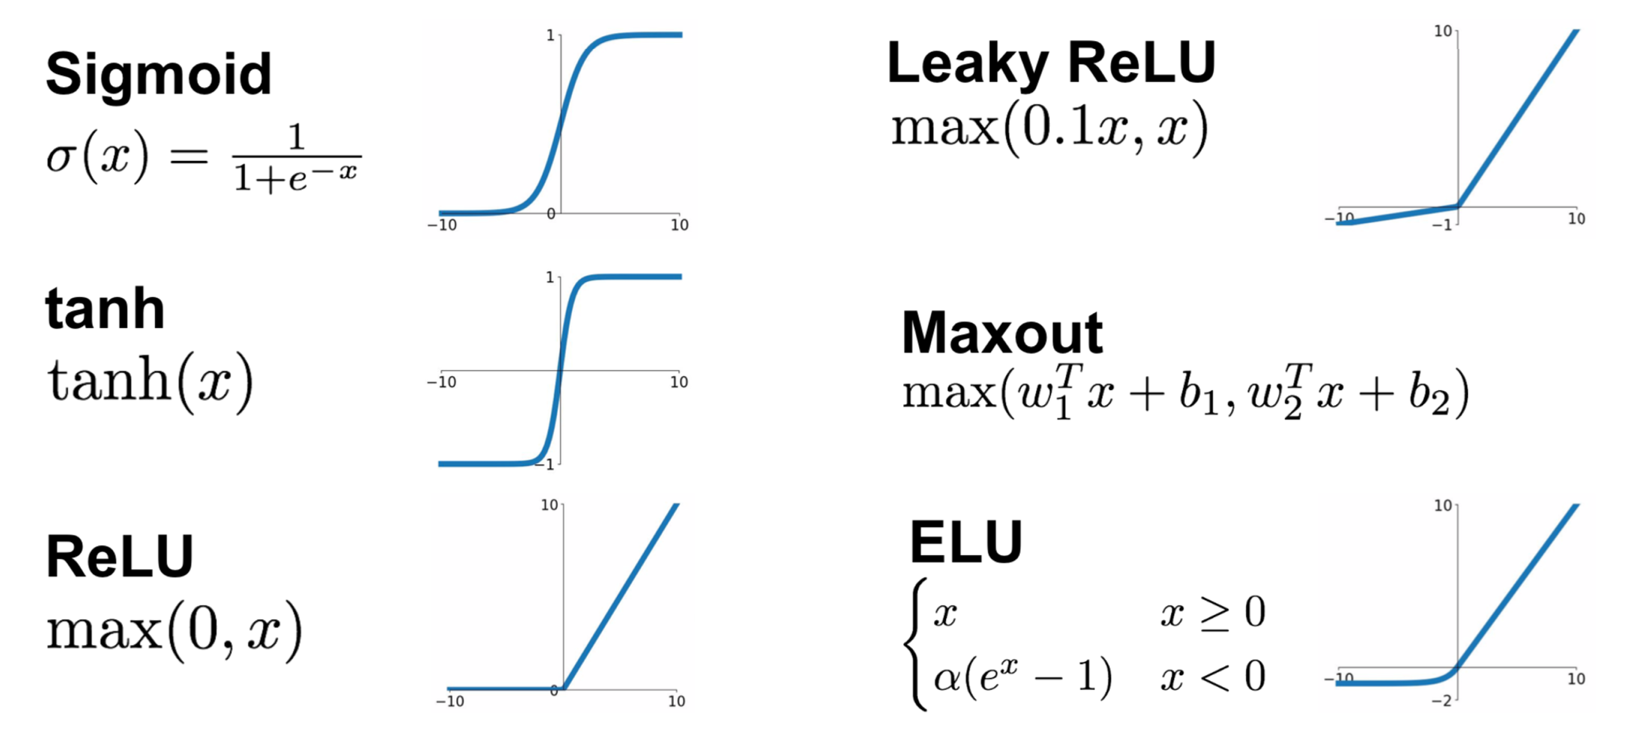 Sigmoid
σ(x) = 1/(1+e^{-x})
1
0
-10
10
tanh
tanh(x)
1
-10
10
-1
ReLU
max(0, x)
10
0
-10
10
Leaky ReLU
max(0.1x, x)
10
-10
-1
10
Maxout
max(w_1^T x + b_1, w_2^T x + b_2)
ELU
{ x x ≥ 0
α(e^x − 1) x < 0
10
-10
10
-2